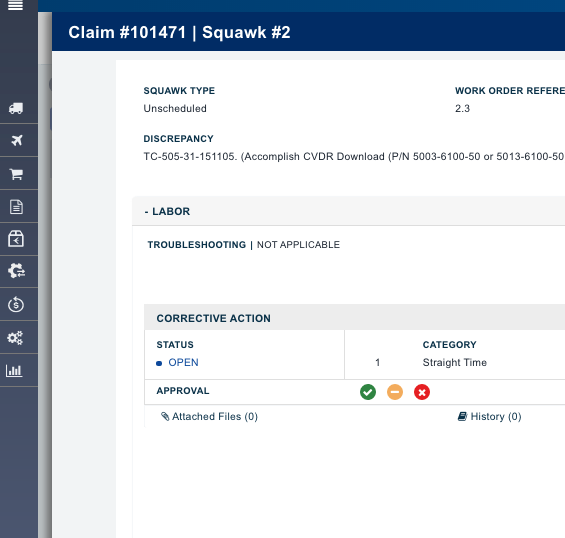 Claim #101471 | Squawk #2
SQUAWK TYPE
WORK ORDER REFERE
Unscheduled
2.3
DISCREPANCY
TC-505-31-151105. (Accomplish CVDR Download (P/N 5003-6100-50 or 5013-6100-50
- LABOR
TROUBLESHOOTING | NOT APPLICABLE
CORRECTIVE ACTION
STATUS
CATEGORY
OPEN
1
Straight Time
APPROVAL
Attached Files (0)
History (0)